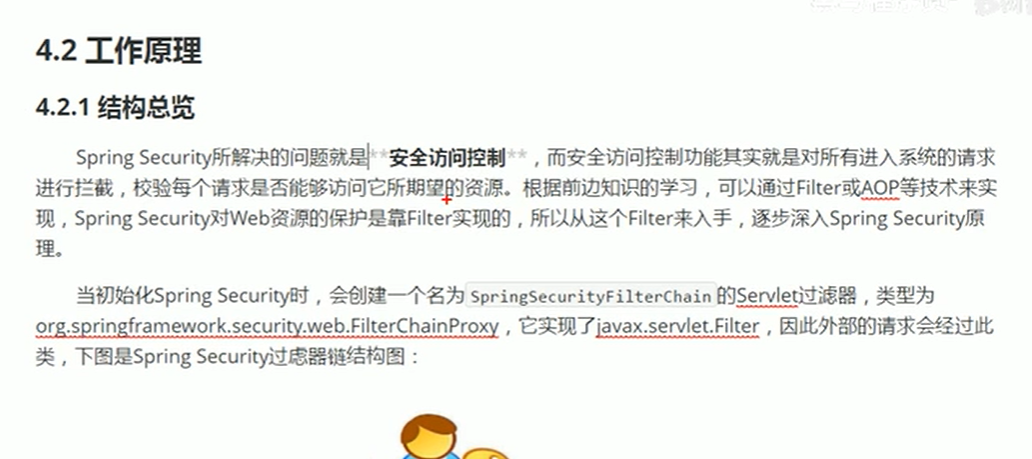 4.2 工作原理
4.2.1 结构总览
Spring Security所解决的问题就是**安全访问控制**，而安全访问控制功能其实就是对所有进入系统的请求
进行拦截，校验每个请求是否能够访问它所期望的资源。根据前边知识的学习，可以通过Filter或AOP等技术来实
现，Spring Security对Web资源的保护是靠Filter实现的，所以从这个Filter来入手，逐步深入Spring Security原
理。
当初始化Spring Security时，会创建一个名为SpringSecurityFilterChain的Servlet过滤器，类型为
org.springframework.security.web.FilterChainProxy，它实现了javax.servlet.Filter，因此外部的请求会经过此
类，下图是Spring Security过虑器链结构图：